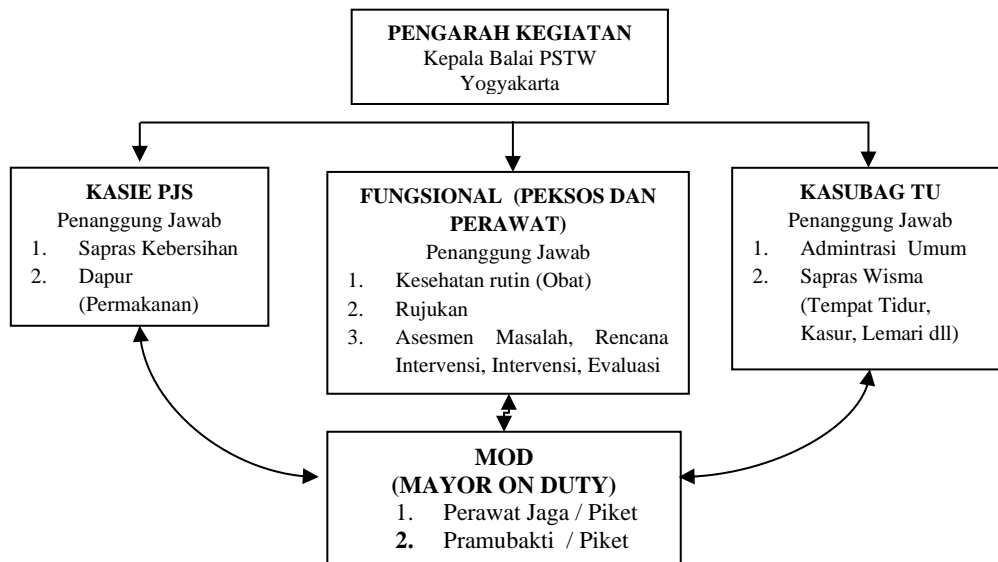 PENGARAH KEGIATAN
Kepala Balai PSTW
Yogyakarta
KASIE PJS
Penanggung Jawab
1. Sapras Kebersihan
2. Dapur
(Permakanan)
FUNGSIONAL (PEKSOS DAN
PERAWAT)
Penanggung Jawab
1. Kesehatan rutin (Obat)
2. Rujukan
3. Asesmen Masalah, Rencana
Intervensi, Intervensi, Evaluasi
KASUBAG TU
Penanggung Jawab
1. Admintrasi Umum
2. Sapras Wisma
(Tempat Tidur,
Kasur, Lemari dll)
MOD
(MAYOR ON DUTY)
1. Perawat Jaga / Piket
2. Pramubakti / Piket